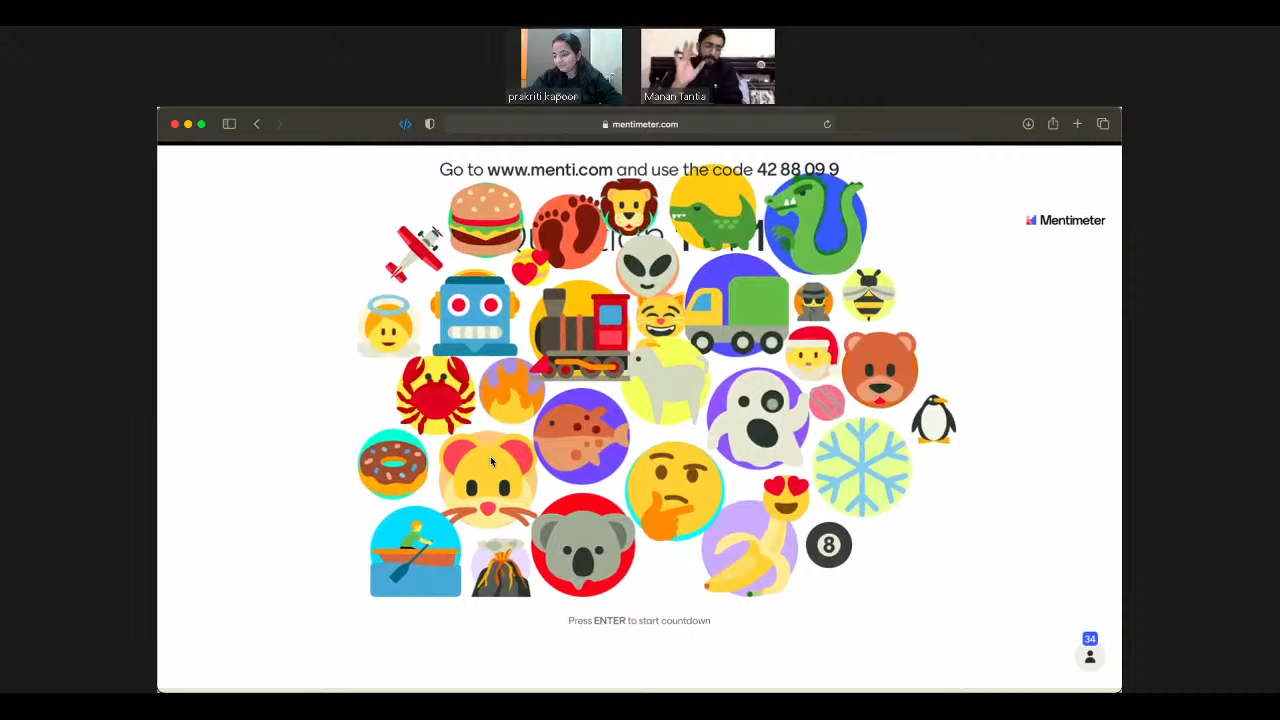 prakriti kapoor
Manan Tantia
mentimeter.com
Go to www.menti.com and use the code 42 88 09 9
Mentimeter
8
Press ENTER to start countdown
34